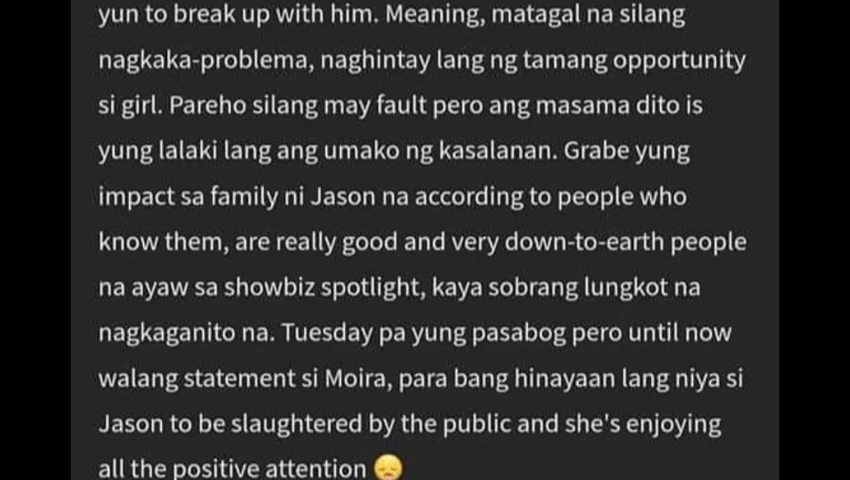 yun to break up with him. Meaning, matagal na silang
nagkaka-problema, naghintay lang ng tamang opportunity
si girl. Pareho silang may fault pero ang masama dito is
yung lalaki lang ang umako ng kasalanan. Grabe yung
impact sa family ni Jason na according to people who
know them, are really good and very down-to-earth people
na ayaw sa showbiz spotlight, kaya sobrang lungkot na
nagkaganito na. Tuesday pa yung pasabog pero until now
walang statement si Moira, para bang hinayaan lang niya si
Jason to be slaughtered by the public and she's enjoying
all the positive attention 😞